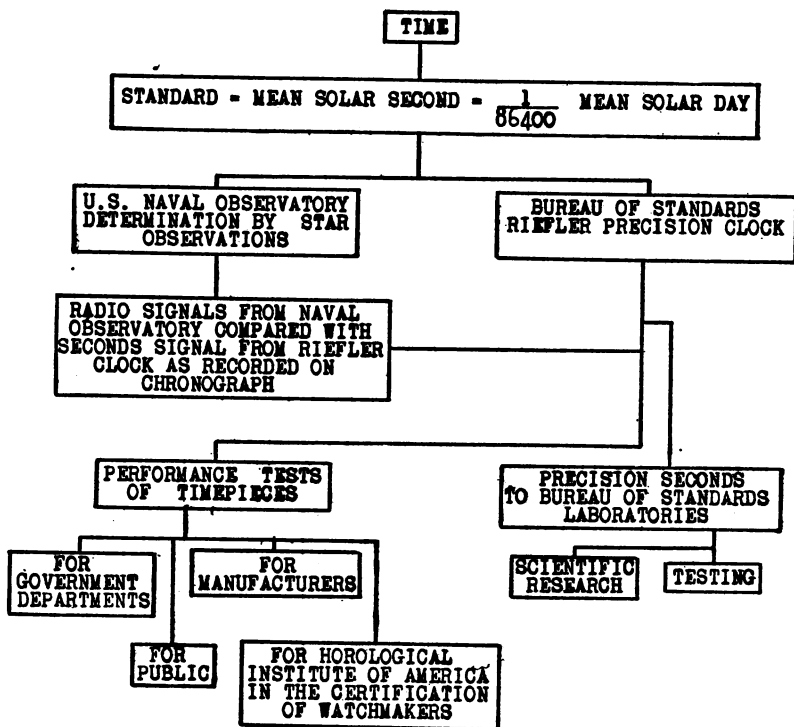 TIME
STANDARD = MEAN SOLAR SECOND = 1/86400 MEAN SOLAR DAY
U.S. NAVAL OBSERVATORY
DETERMINATION BY STAR
OBSERVATIONS
BUREAU OF STANDARDS
RIEFLER PRECISION CLOCK
RADIO SIGNALS FROM NAVAL
OBSERVATORY COMPARED WITH
SECONDS SIGNAL FROM RIEFLER
CLOCK AS RECORDED ON
CHRONOGRAPH
PERFORMANCE TESTS
OF TIMEPIECES
PRECISION SECONDS
TO BUREAU OF STANDARDS
LABORATORIES
FOR
GOVERNMENT
DEPARTMENTS
FOR
MANUFACTURERS
SCIENTIFIC
RESEARCH
TESTING
FOR
PUBLIC
FOR HOROLOGICAL
INSTITUTE OF AMERICA
IN THE CERTIFICATION
OF WATCHMAKERS